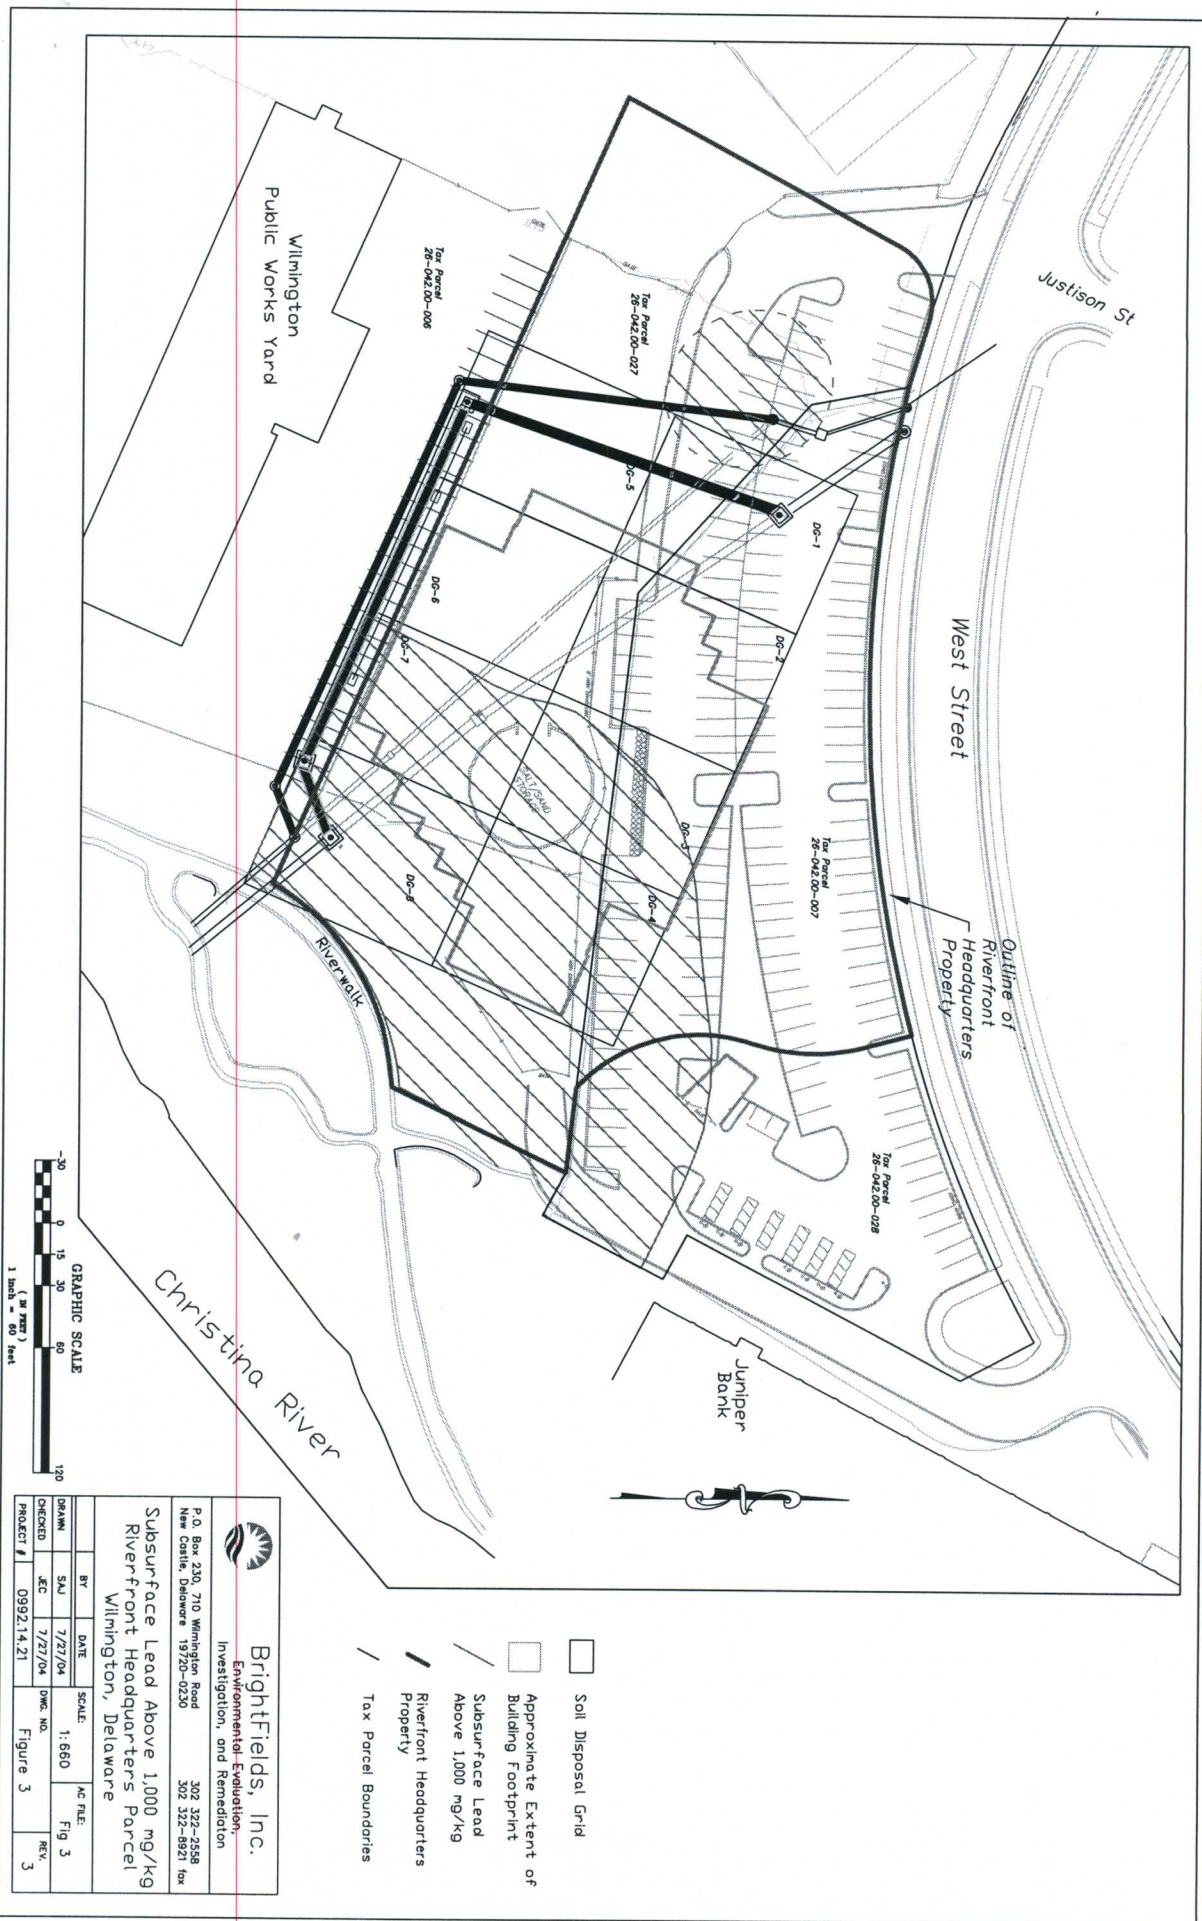 Justison St
West Street
Outline of
Riverfront
Headquarters
Property
Wilmington
Public Works Yard
Tax Parcel
26-042.00-006
Tax Parcel
26-042.00-027
Tax Parcel
26-042.00-007
Tax Parcel
26-042.00-028
DG-1
DG-2
DG-3
DG-4
DG-5
DG-6
DG-7
DG-8
SALT/SAND
STORAGE
Riverwalk
Juniper
Bank
Christina River
GRAPHIC SCALE
-30 0 15 30 60 120
( IN FEET )
1 inch = 60 feet
Soil Disposal Grid
Approximate Extent of
Building Footprint
Subsurface Lead
Above 1,000 mg/kg
Riverfront Headquarters
Property
Tax Parcel Boundaries
BrightFields, Inc.
Environmental Evaluation,
Investigation, and Remediation
P.O. Box 230, 710 Wilmington Road
New Castle, Delaware 19720-0230
302 322-2558
302 322-8921 fax
Subsurface Lead Above 1,000 mg/kg
Riverfront Headquarters Parcel
Wilmington, Delaware
BY DATE SCALE: AC FILE:
DRAWN SAJ 7/27/04 1:660 Fig 3
CHECKED JEC 7/27/04 DWG. NO. REV.
PROJECT # 0992.14.21 Figure 3 3